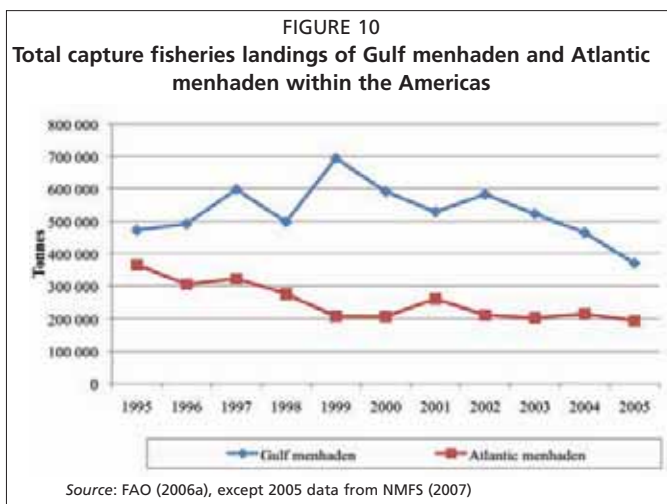 FIGURE 10
Total capture fisheries landings of Gulf menhaden and Atlantic
menhaden within the Americas
800 000
700 000
600 000
500 000
400 000
300 000
200 000
100 000
0
Tonnes
1995 1996 1997 1998 1999 2000 2001 2002 2003 2004 2005
Gulf menhaden Atlantic menhaden
Source: FAO (2006a), except 2005 data from NMFS (2007)